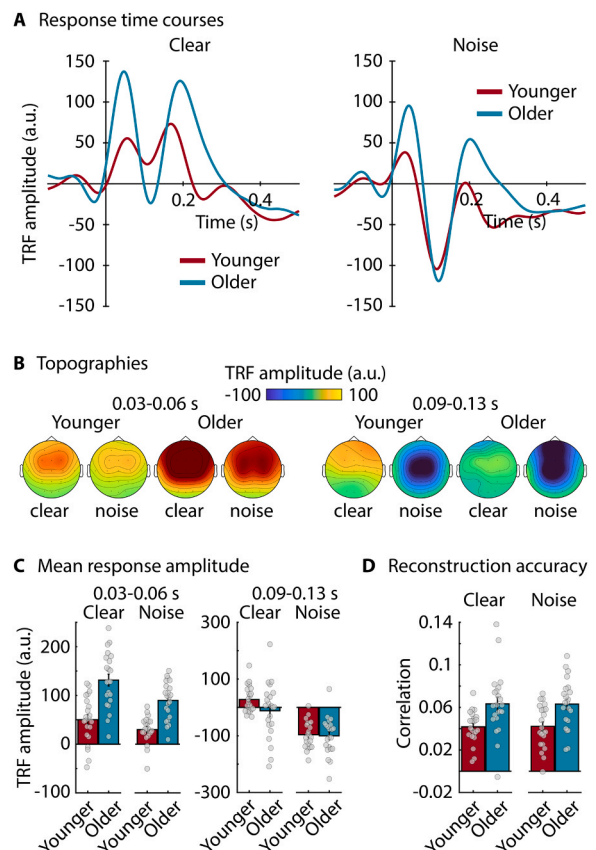 A Response time courses
Clear
Noise
TRF amplitude (a.u.)
150
100
50
-50
-100
-150
0.2
0.4
Time (s)
Younger
Older
150
100
50
-50
-100
-150
0.2
0.4
Time (s)
Younger
Older
B Topographies
TRF amplitude (a.u.)
-100 100
0.03-0.06 s
Younger Older
clear noise clear noise
0.09-0.13 s
Younger Older
clear noise clear noise
C Mean response amplitude
0.03-0.06 s
Clear Noise
TRF amplitude (a.u.)
200
100
0
-100
Younger Older Younger Older
0.09-0.13 s
Clear Noise
300
100
-100
-300
Younger Older Younger Older
D Reconstruction accuracy
Clear Noise
Correlation
0.14
0.1
0.06
0.02
-0.02
Younger Older Younger Older